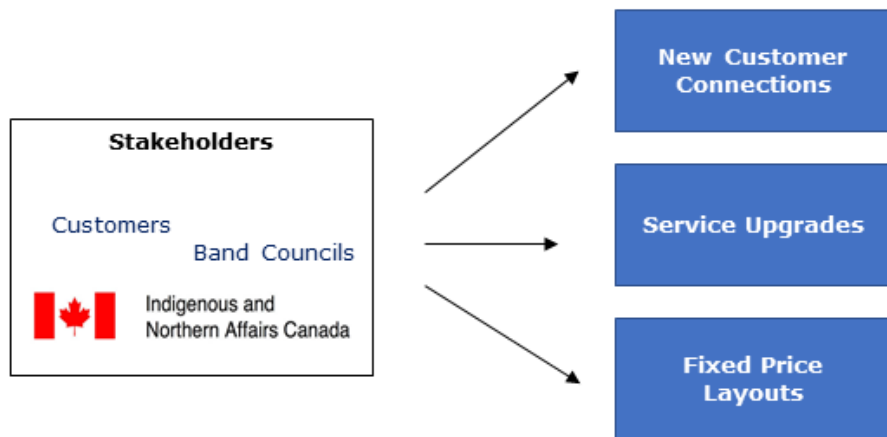 Stakeholders
Customers
Band Councils
Indigenous and
Northern Affairs Canada
New Customer
Connections
Service Upgrades
Fixed Price
Layouts